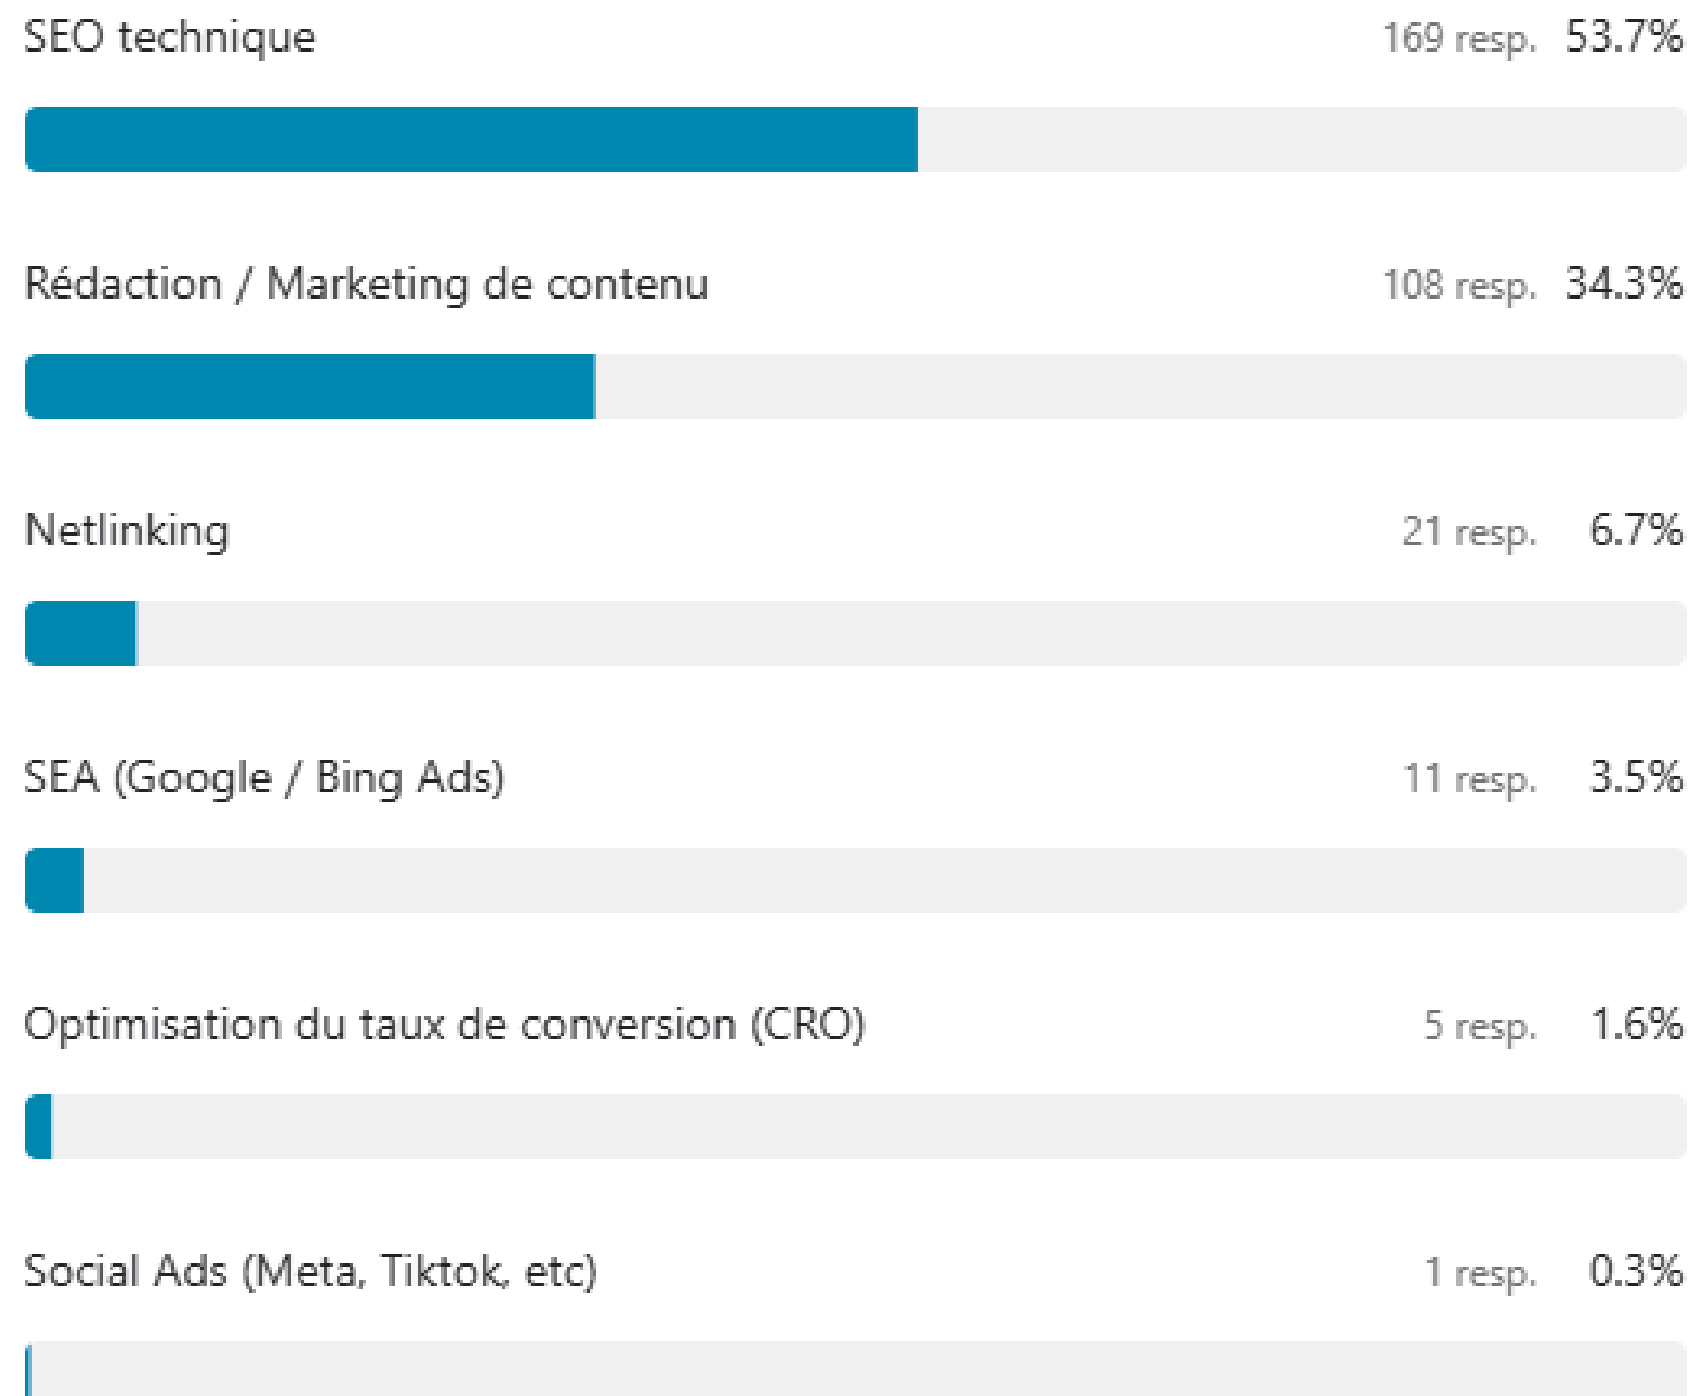 SEO technique 169 resp. 53.7%
Rédaction / Marketing de contenu 108 resp. 34.3%
Netlinking 21 resp. 6.7%
SEA (Google / Bing Ads) 11 resp. 3.5%
Optimisation du taux de conversion (CRO) 5 resp. 1.6%
Social Ads (Meta, Tiktok, etc) 1 resp. 0.3%